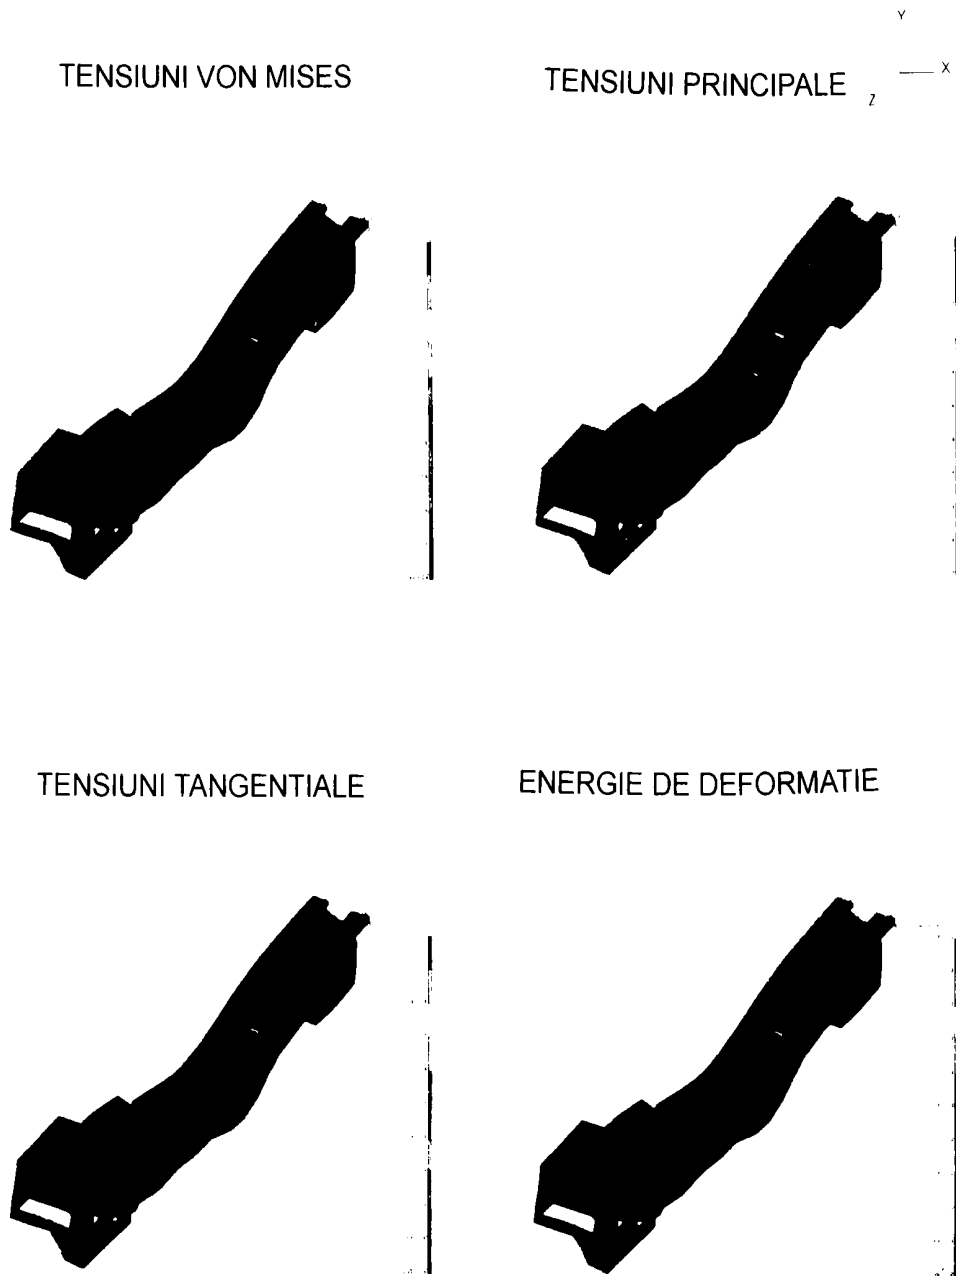 Y
TENSIUNI VON MISES
TENSIUNI PRINCIPALE
X
Z
TENSIUNI TANGENTIALE
ENERGIE DE DEFORMATIE